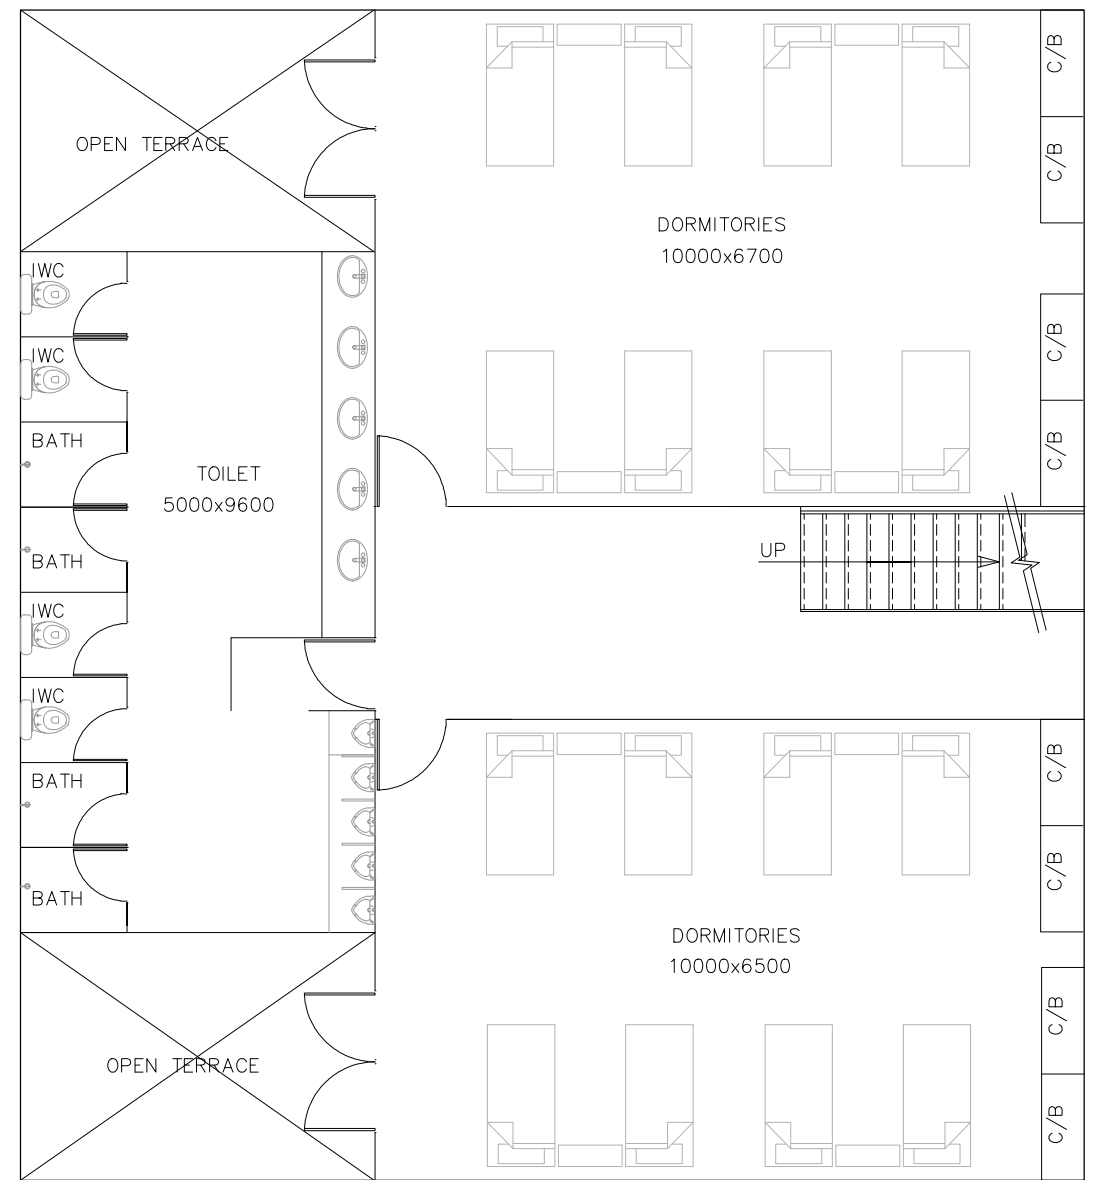 C/B
OPEN TERRACE
C/B
DORMITORIES
10000x6700
IWC
C/B
IWC
BATH
C/B
TOILET
5000x9600
UP
BATH
IWC
IWC
C/B
BATH
C/B
BATH
DORMITORIES
10000x6500
C/B
OPEN TERRACE
C/B